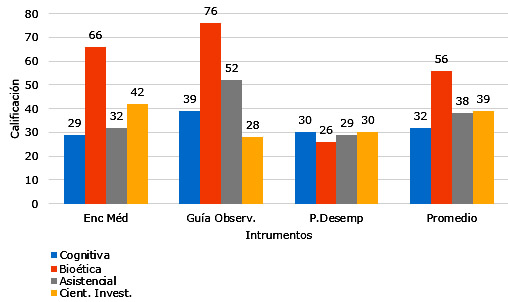 80
70
60
50
40
30
20
10
0
Calificación
29 66 32 42
39 76 52 28
30 26 29 30
32 56 38 39
Enc Méd Guía Observ. P.Desemp Promedio
Intrumentos
Cognitiva
Bioética
Asistencial
Cient. Invest.